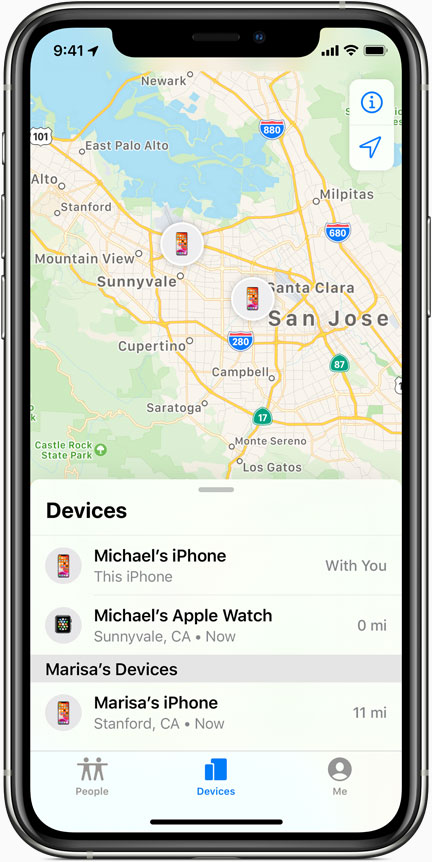 9:41
Newark
880
101
East Palo Alto
Alto
Milpitas
Stanford
680
Mountain View
Sunnyvale
Santa Clara
San Jose
Cupertino
280
87
Campbell
Saratoga
17
Monte Sereno
Castle Rock
State Park
Los Gatos
Devices
Michael's iPhone
This iPhone
With You
Michael's Apple Watch
Sunnyvale, CA • Now
0 mi
Marisa's Devices
Marisa's iPhone
Stanford, CA • Now
11 mi
People
Devices
Me